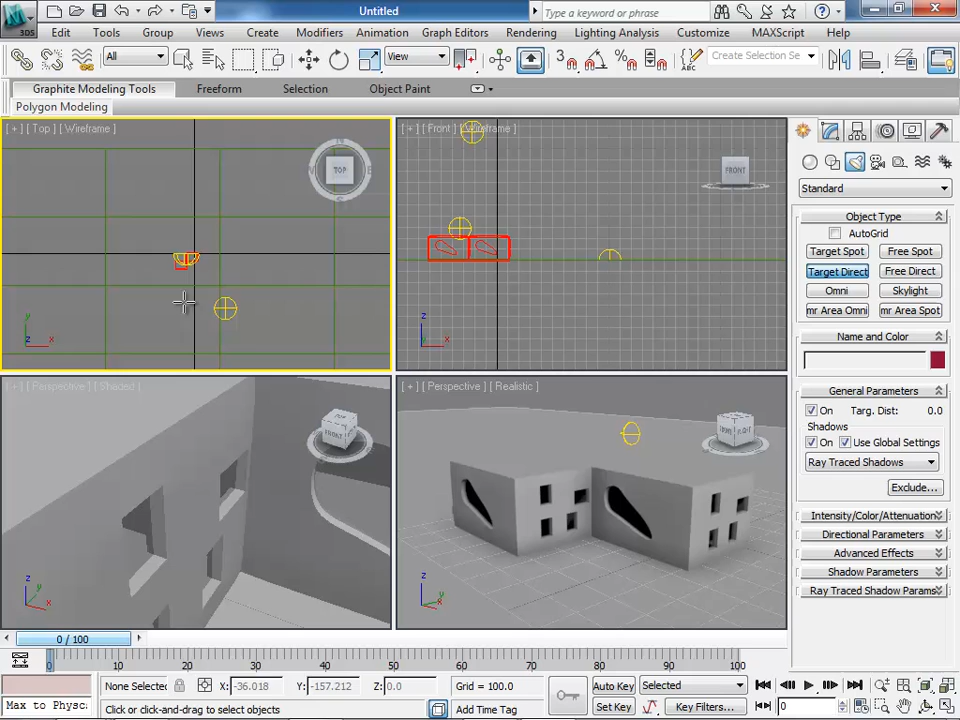 Untitled
Type a keyword or phrase
3DS
Edit Tools Group Views Create Modifiers Animation Graph Editors Rendering Lighting Analysis Customize MAXScript Help
All View 3 Create Selection Se
Graphite Modeling Tools Freeform Selection Object Paint
Polygon Modeling
[ + ] [ Top ] [ Wireframe ]
TOP
y x z
[ + ] [ Front ] [ Wireframe ]
FRONT
z x
[ + ] [ Perspective ] [ Shaded ]
FRONT
z y x
[ + ] [ Perspective ] [ Realistic ]
z y x
Standard
Object Type
AutoGrid
Target Spot Free Spot
Target Direct Free Direct
Omni Skylight
mr Area Omni mr Area Spot
Name and Color
General Parameters
On Targ. Dist: 0.0
Shadows
On Use Global Settings
Ray Traced Shadows
Exclude...
Intensity/Color/Attenuation
Directional Parameters
Advanced Effects
Shadow Parameters
Ray Traced Shadow Params
0 / 100
0 10 20 30 40 50 60 70 80 90 100
None Selected X: -36.018 Y: -157.212 Z: 0.0 Grid = 100.0 Auto Key Selected
Max to Physc Click or click-and-drag to select objects Add Time Tag Set Key Key Filters... 0